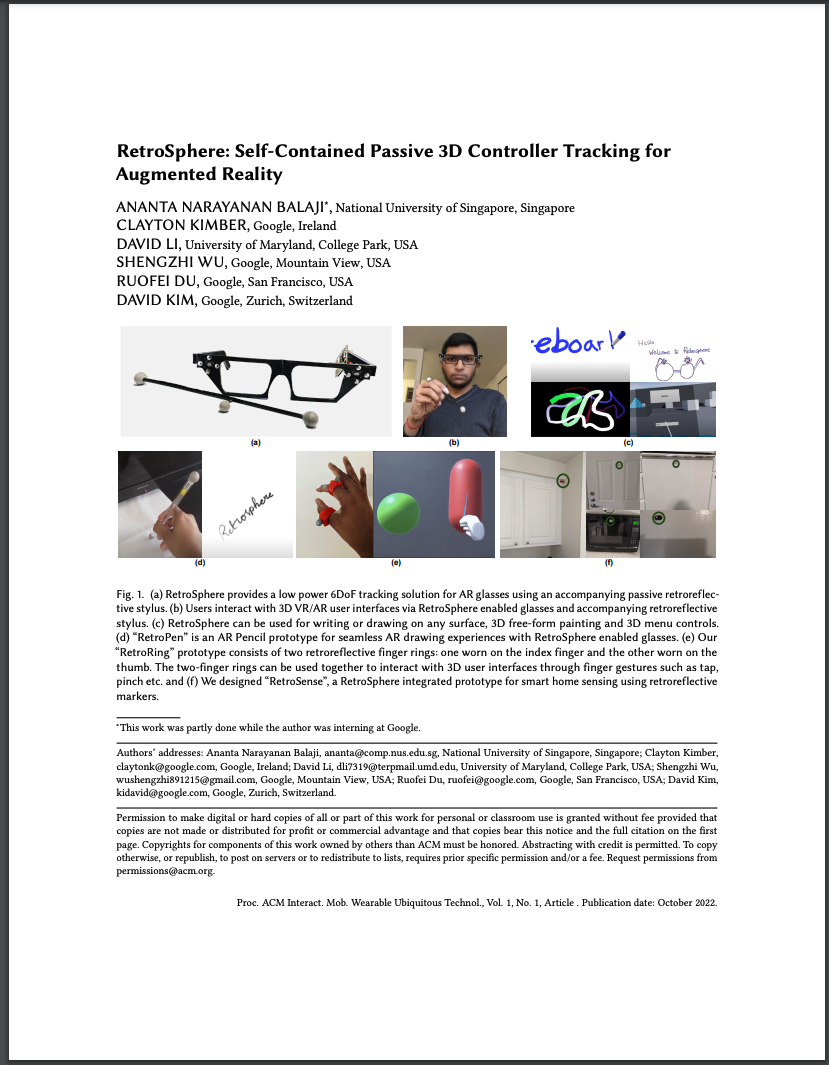 RetroSphere: Self-Contained Passive 3D Controller Tracking for
Augmented Reality
ANANTA NARAYANAN BALAJI*, National University of Singapore, Singapore
CLAYTON KIMBER, Google, Ireland
DAVID LI, University of Maryland, College Park, USA
SHENGZHI WU, Google, Mountain View, USA
RUOFEI DU, Google, San Francisco, USA
DAVID KIM, Google, Zurich, Switzerland
eboar
Hello
Welcome to Retrosphere
(a)
(b)
(c)
Retrosphere
(d)
(e)
(f)
Fig. 1. (a) RetroSphere provides a low power 6DoF tracking solution for AR glasses using an accompanying passive retroreflec-
tive stylus. (b) Users interact with 3D VR/AR user interfaces via RetroSphere enabled glasses and accompanying retroreflective
stylus. (c) RetroSphere can be used for writing or drawing on any surface, 3D free-form painting and 3D menu controls.
(d) “RetroPen” is an AR Pencil prototype for seamless AR drawing experiences with RetroSphere enabled glasses. (e) Our
“RetroRing” prototype consists of two retroreflective finger rings: one worn on the index finger and the other worn on the
thumb. The two-finger rings can be used together to interact with 3D user interfaces through finger gestures such as tap,
pinch etc. and (f) We designed “RetroSense”, a RetroSphere integrated prototype for smart home sensing using retroreflective
markers.
*This work was partly done while the author was interning at Google.
Authors’ addresses: Ananta Narayanan Balaji, ananta@comp.nus.edu.sg, National University of Singapore, Singapore; Clayton Kimber,
claytonk@google.com, Google, Ireland; David Li, dli7319@terpmail.umd.edu, University of Maryland, College Park, USA; Shengzhi Wu,
wushengzhi891215@gmail.com, Google, Mountain View, USA; Ruofei Du, ruofei@google.com, Google, San Francisco, USA; David Kim,
kidavid@google.com, Google, Zurich, Switzerland.
Permission to make digital or hard copies of all or part of this work for personal or classroom use is granted without fee provided that
copies are not made or distributed for profit or commercial advantage and that copies bear this notice and the full citation on the first
page. Copyrights for components of this work owned by others than ACM must be honored. Abstracting with credit is permitted. To copy
otherwise, or republish, to post on servers or to redistribute to lists, requires prior specific permission and/or a fee. Request permissions from
permissions@acm.org.
Proc. ACM Interact. Mob. Wearable Ubiquitous Technol., Vol. 1, No. 1, Article . Publication date: October 2022.